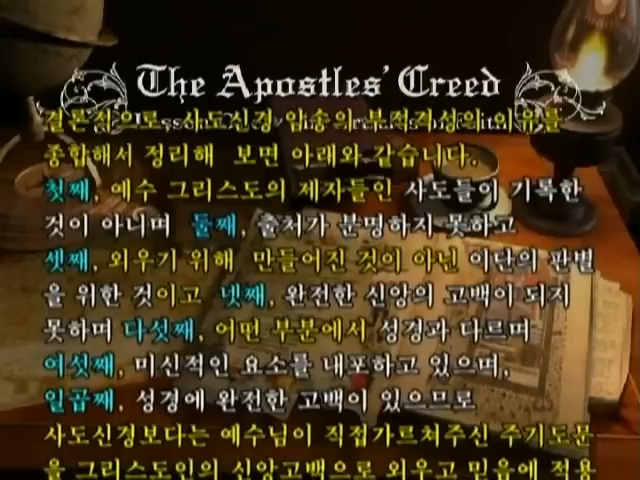 The Apostles' Creed
결론적으로, 사도신경 암송의 부적격성의 이유를
종합해서 정리해 보면 아래와 같습니다.
첫째, 예수 그리스도의 제자들인 사도들이 기록한
것이 아니며 둘째, 출처가 분명하지 못하고
셋째, 외우기 위해 만들어진 것이 아닌 이단의 판별
을 위한 것이고 넷째, 완전한 신앙의 고백이 되지
못하며 다섯째, 어떤 부분에서 성경과 다르며
여섯째, 미신적인 요소를 내포하고 있으며,
일곱째, 성경에 완전한 고백이 있으므로
사도신경보다는 예수님이 직접가르쳐주신 주기도문
을 그리스도인의 신앙고백으로 외우고 믿음에 적용